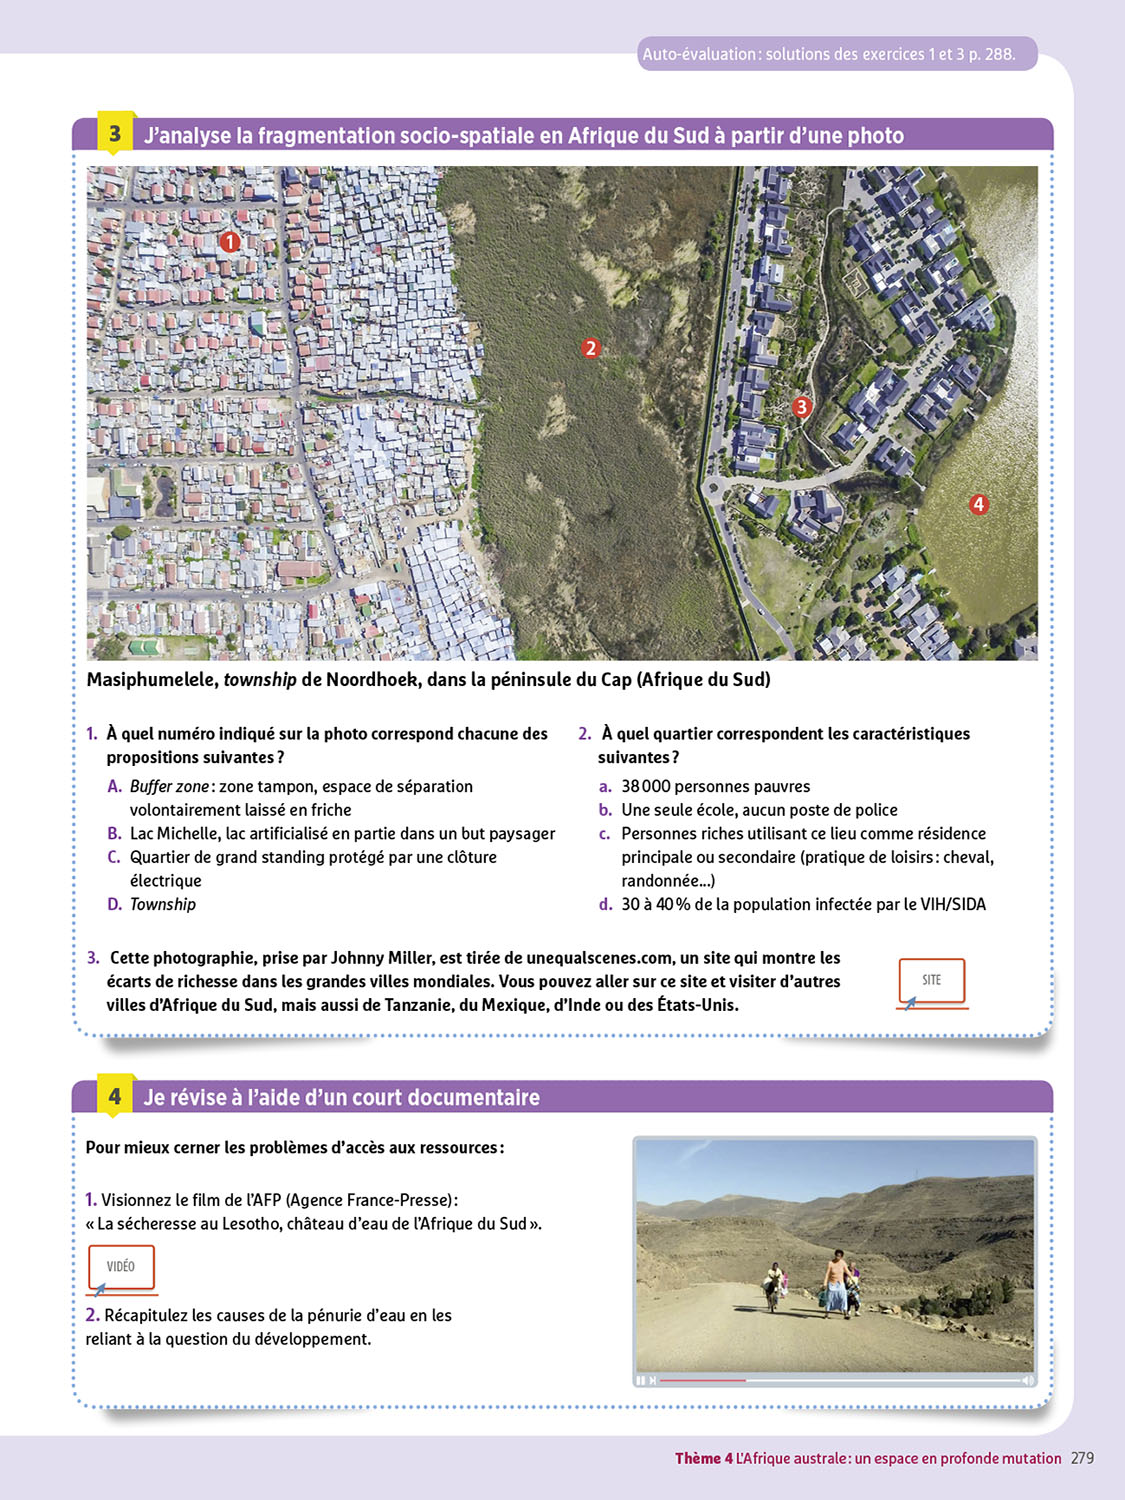 Auto-évaluation : solutions des exercices 1 et 3 p. 288.
3 J'analyse la fragmentation socio-spatiale en Afrique du Sud à partir d'une photo
1
2
3
4
Masiphumelele, township de Noordhoek, dans la péninsule du Cap (Afrique du Sud)
1. À quel numéro indiqué sur la photo correspond chacune des
propositions suivantes ?
A. Buffer zone : zone tampon, espace de séparation
volontairement laissé en friche
B. Lac Michelle, lac artificialisé en partie dans un but paysager
C. Quartier de grand standing protégé par une clôture
électrique
D. Township
2. À quel quartier correspondent les caractéristiques
suivantes ?
a. 38 000 personnes pauvres
b. Une seule école, aucun poste de police
c. Personnes riches utilisant ce lieu comme résidence
principale ou secondaire (pratique de loisirs : cheval,
randonnée...)
d. 30 à 40 % de la population infectée par le VIH/SIDA
3. Cette photographie, prise par Johnny Miller, est tirée de unequalscenes.com, un site qui montre les
écarts de richesse dans les grandes villes mondiales. Vous pouvez aller sur ce site et visiter d'autres
villes d'Afrique du Sud, mais aussi de Tanzanie, du Mexique, d'Inde ou des États-Unis.
SITE
4 Je révise à l'aide d'un court documentaire
Pour mieux cerner les problèmes d'accès aux ressources :
1. Visionnez le film de l'AFP (Agence France-Presse) :
« La sécheresse au Lesotho, château d'eau de l'Afrique du Sud ».
VIDÉO
2. Récapitulez les causes de la pénurie d'eau en les
reliant à la question du développement.
Thème 4 L'Afrique australe : un espace en profonde mutation 279